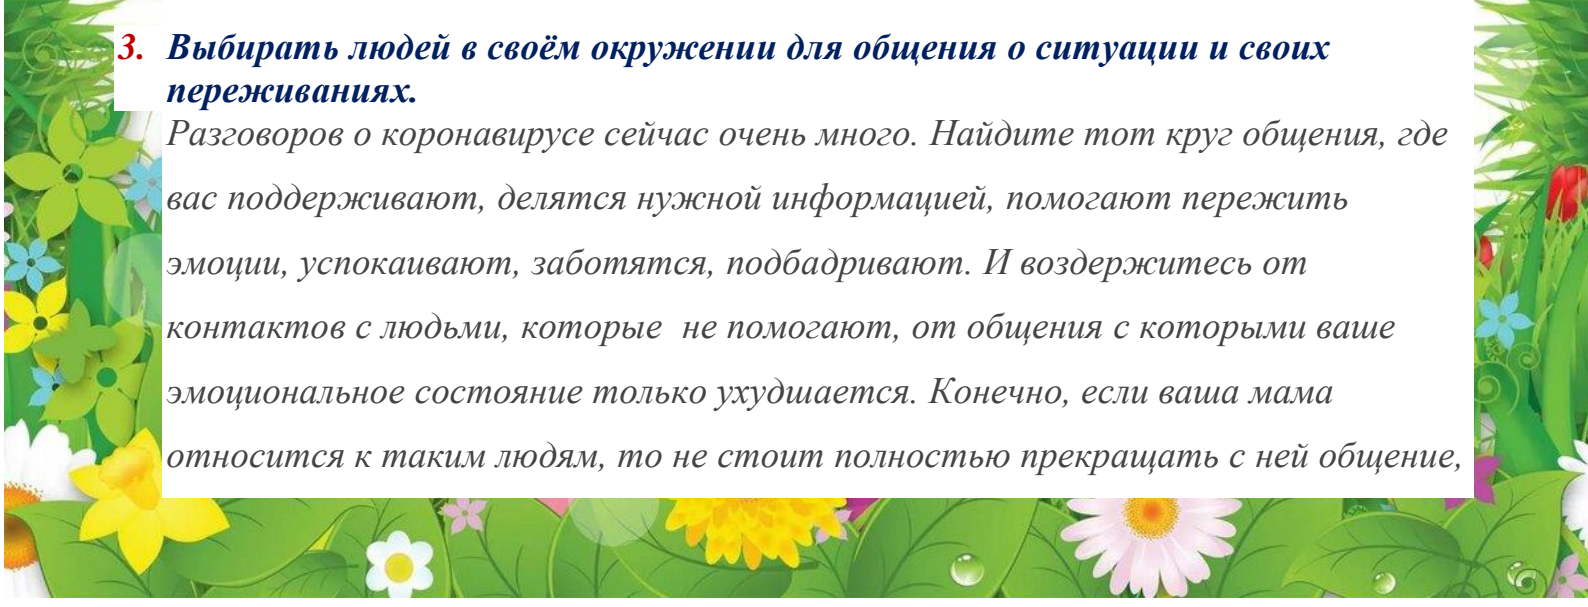 3. Выбирать людей в своём окружении для общения о ситуации и своих
переживаниях.
Разговоров о коронавирусе сейчас очень много. Найдите тот круг общения, где
вас поддерживают, делятся нужной информацией, помогают пережить
эмоции, успокаивают, заботятся, подбадривают. И воздержитесь от
контактов с людьми, которые  не помогают, от общения с которыми ваше
эмоциональное состояние только ухудшается. Конечно, если ваша мама
относится к таким людям, то не стоит полностью прекращать с ней общение,